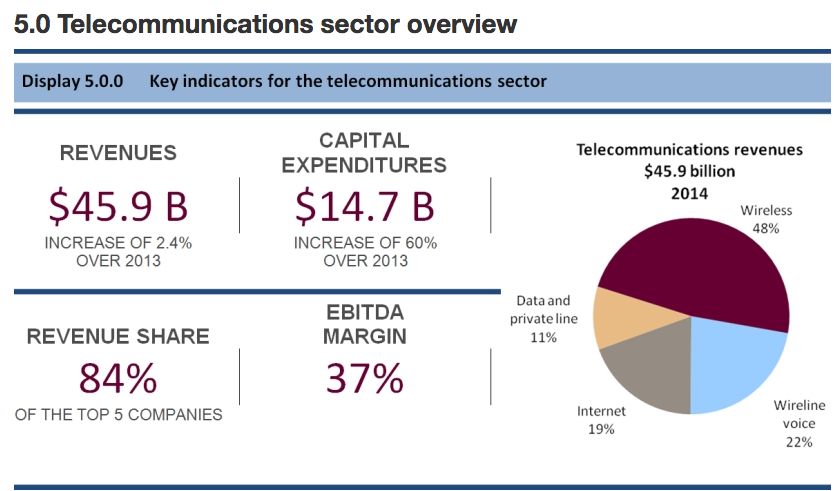 5.0 Telecommunications sector overview
Display 5.0.0 Key indicators for the telecommunications sector
REVENUES
$45.9 B
INCREASE OF 2.4%
OVER 2013
CAPITAL
EXPENDITURES
$14.7 B
INCREASE OF 60%
OVER 2013
REVENUE SHARE
84%
OF THE TOP 5 COMPANIES
EBITDA
MARGIN
37%
Telecommunications revenues
$45.9 billion
2014
Wireless
48%
Data and
private line
11%
Internet
19%
Wireline
voice
22%